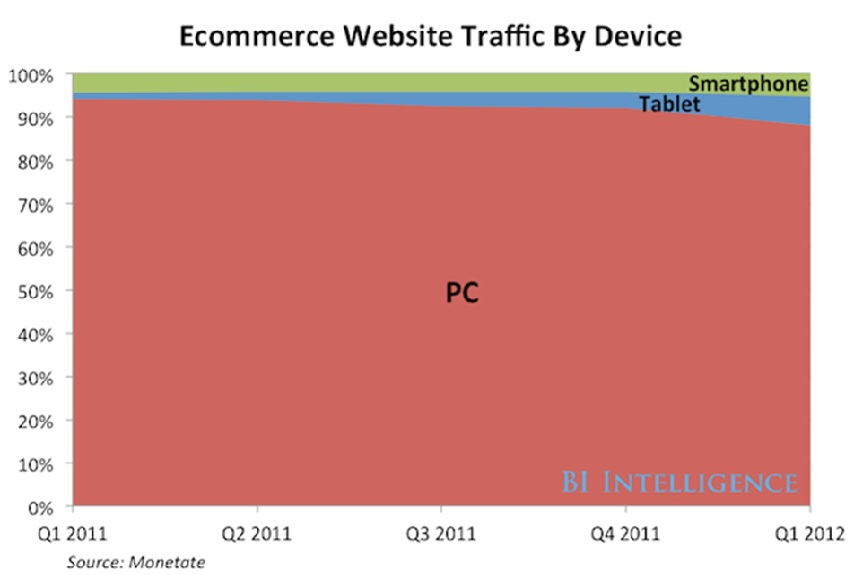 Ecommerce Website Traffic By Device
100%
90%
80%
70%
60%
50%
40%
30%
20%
10%
0%
Smartphone
Tablet
PC
BI INTELLIGENCE
Q1 2011
Q2 2011
Q3 2011
Q4 2011
Q1 2012
Source: Monetate